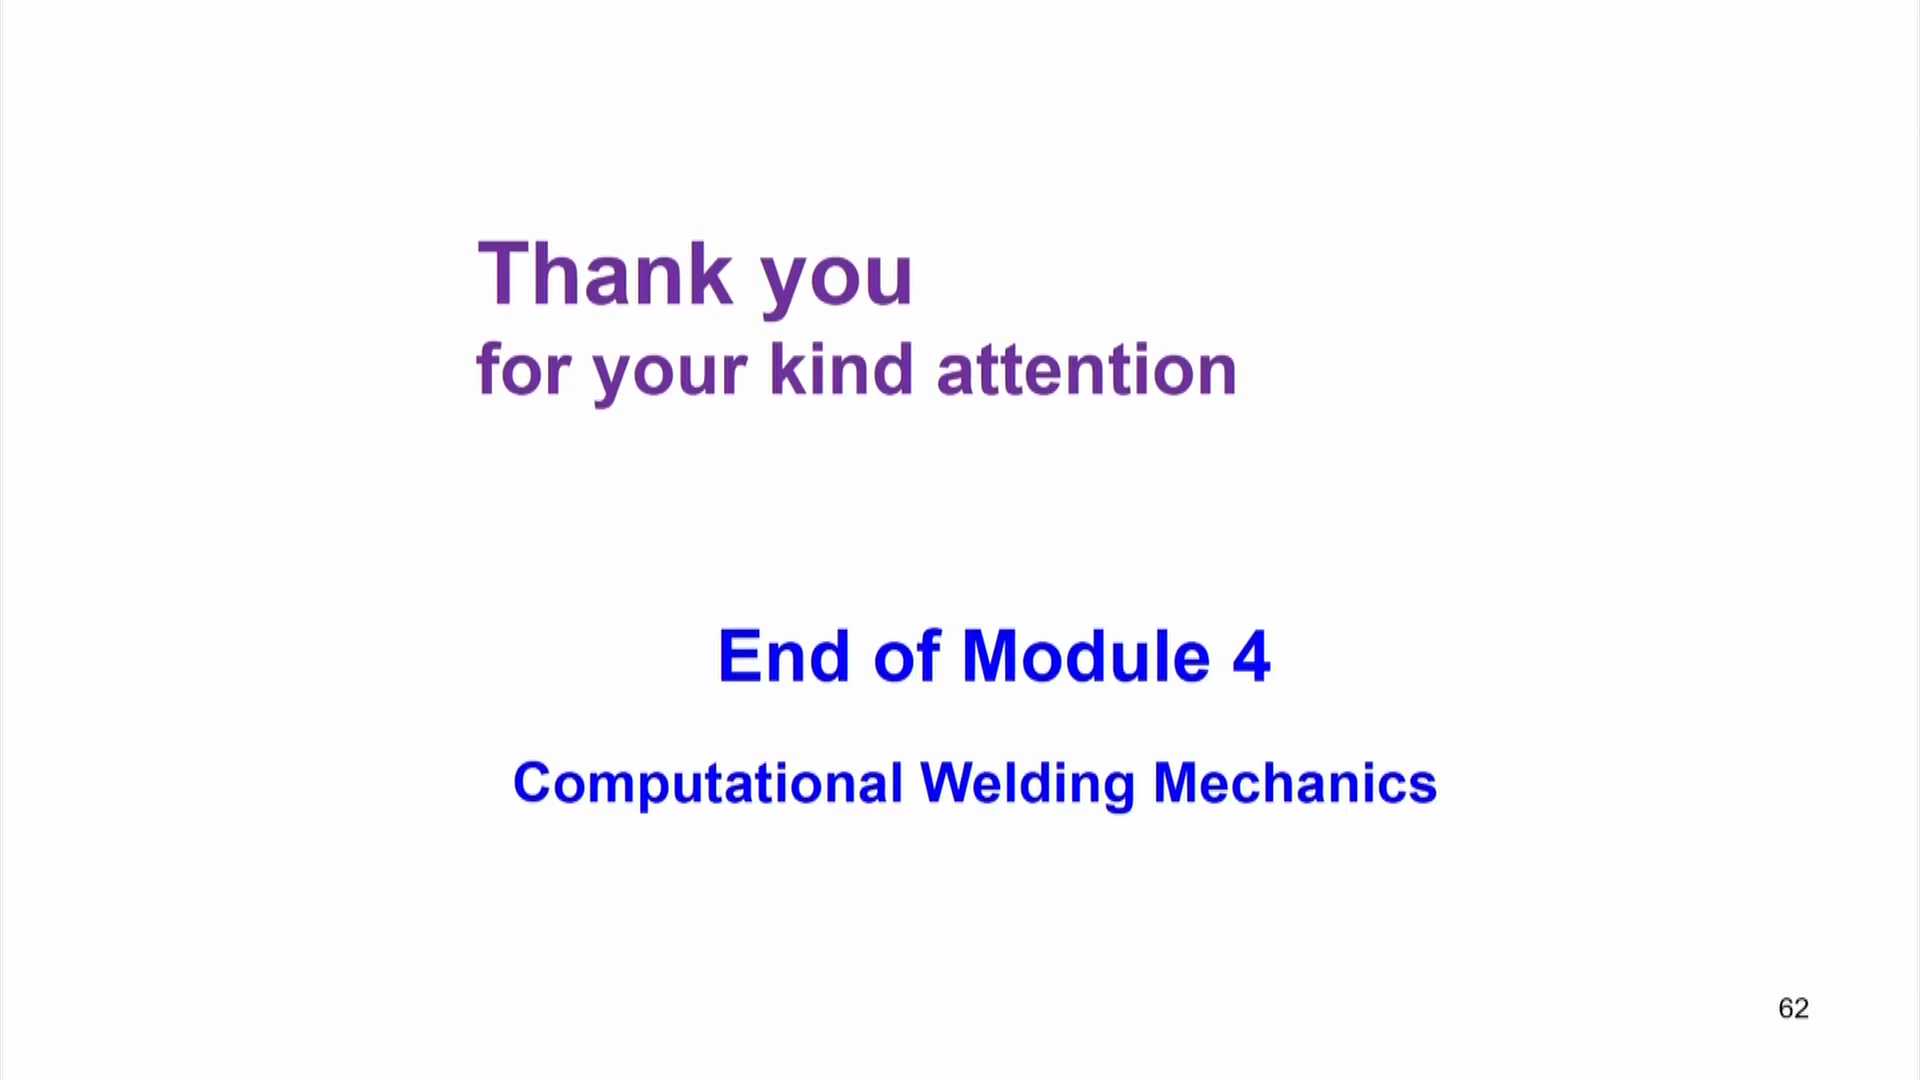 Thank you
for your kind attention
End of Module 4
Computational Welding Mechanics
62